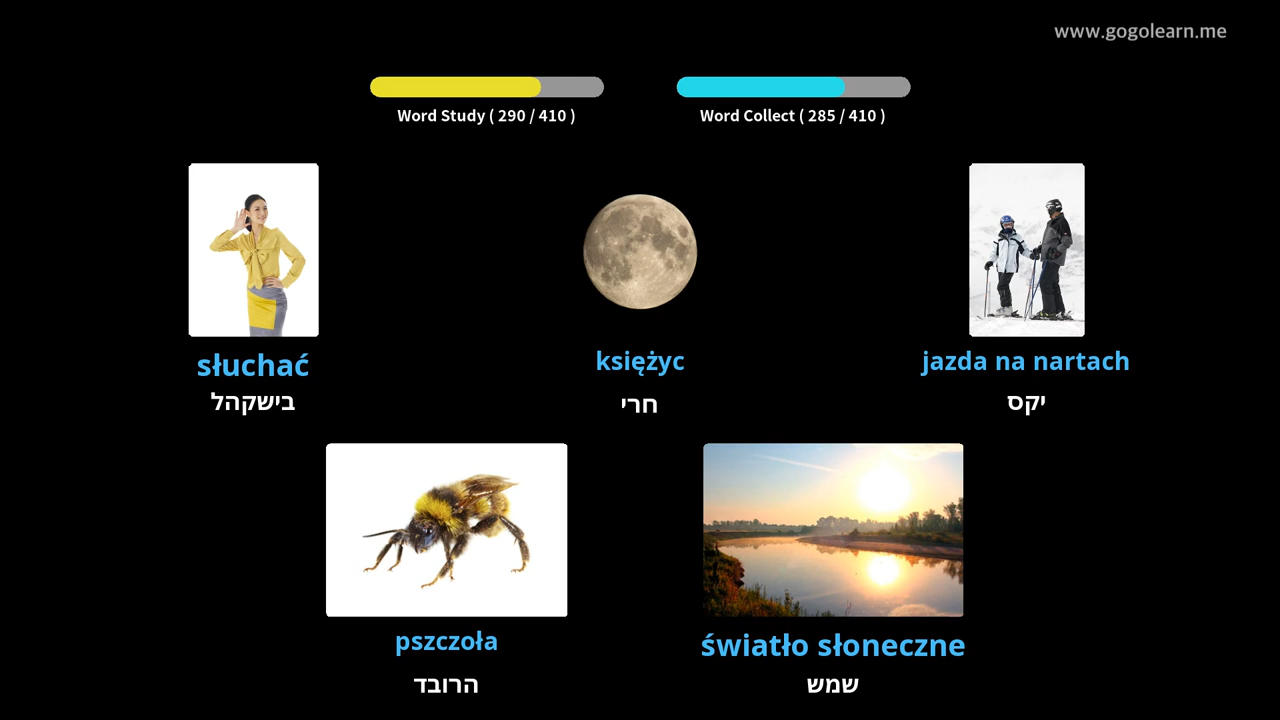 www.gogolearn.me
Word Study ( 290 / 410 )
Word Collect ( 285 / 410 )
słuchać
בישקהל
księżyc
חרי
jazda na nartach
יקס
pszczoła
הרובד
światło słoneczne
שמש